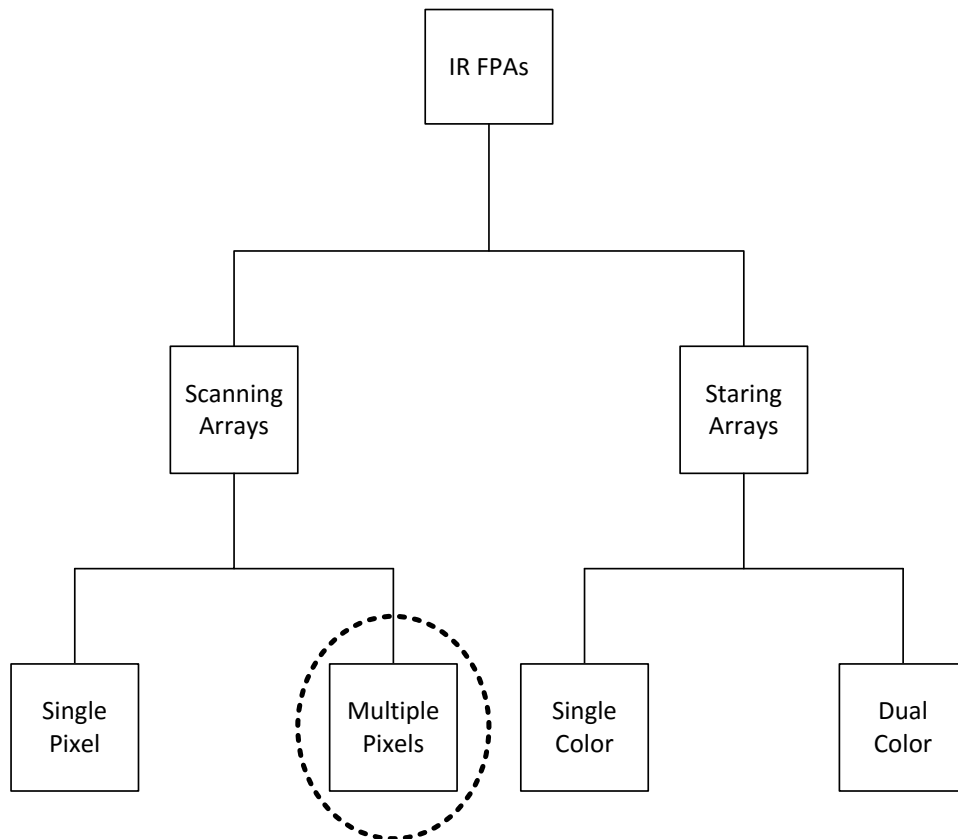 IR FPAs
Scanning
Arrays
Staring
Arrays
Single
Pixel
Multiple
Pixels
Single
Color
Dual
Color